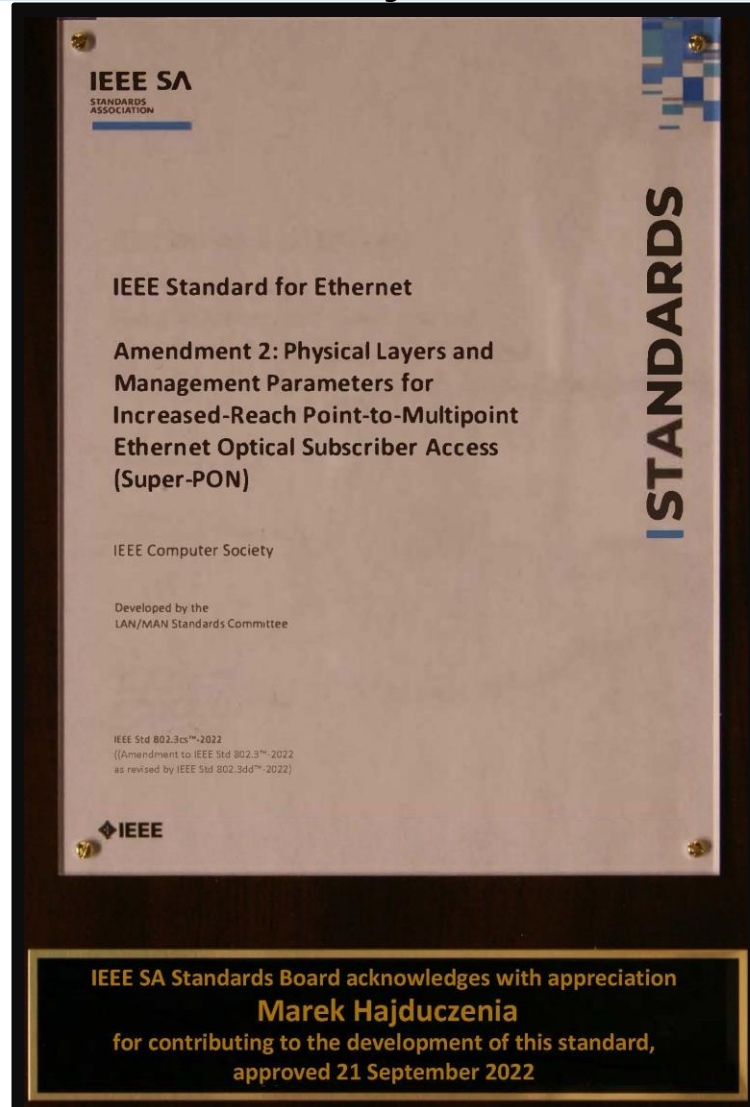 IEEE SA
STANDARDS
ASSOCIATION
STANDARDS
IEEE Standard for Ethernet
Amendment 2: Physical Layers and
Management Parameters for
Increased-Reach Point-to-Multipoint
Ethernet Optical Subscriber Access
(Super-PON)
IEEE Computer Society
Developed by the
LAN/MAN Standards Committee
IEEE Std 802.3cs™-2022
((Amendment to IEEE Std 802.3™-2022
as revised by IEEE Std 802.3dd™-2022)
IEEE
IEEE SA Standards Board acknowledges with appreciation
Marek Hajduczenia
for contributing to the development of this standard,
approved 21 September 2022